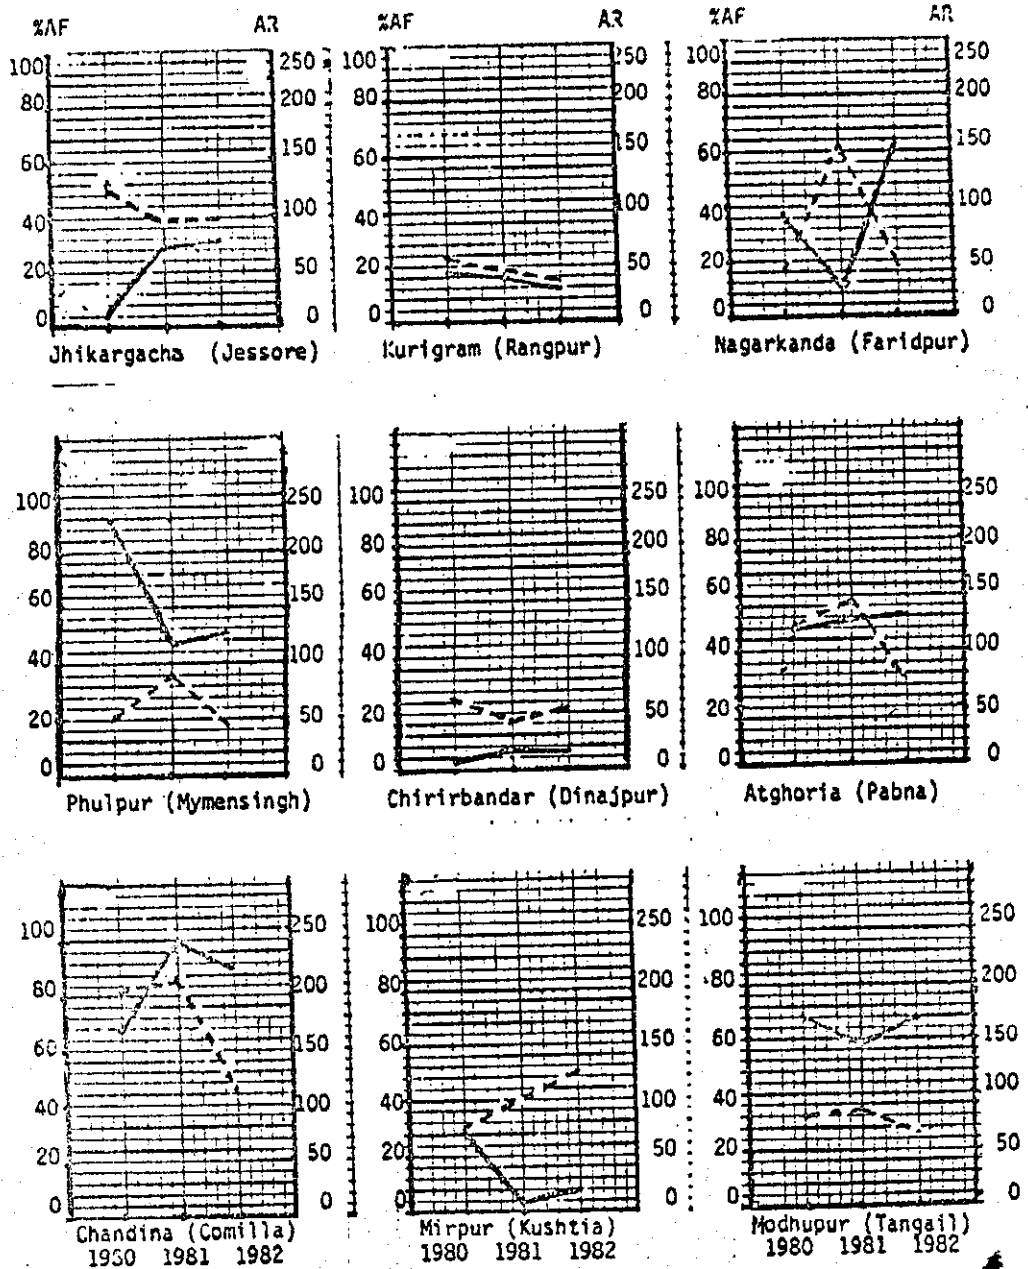 %AF AR %AF AR %AF AR
100 250 100 250 100 250
80 200 80 200 80 200
60 150 60 150 60 150
40 100 40 100 40 100
20 50 20 50 20 50
0 0 0 0 0 0
Jhikargacha (Jessore) Kurigram (Rangpur) Nagarkanda (Faridpur)
100 250 100 250 100 250
80 200 80 200 80 200
60 150 60 150 60 150
40 100 40 100 40 100
20 50 20 50 20 50
0 0 0 0 0 0
Phulpur (Mymensingh) Chirirbandar (Dinajpur) Atghoria (Pabna)
100 250 100 250 100 250
80 200 80 200 80 200
60 150 60 150 60 150
40 100 40 100 40 100
20 50 20 50 20 50
0 0 0 0 0 0
Chandina (Comilla) Mirpur (Kushtia) Modhupur (Tangail)
1980 1981 1982 1980 1981 1982 1980 1981 1982